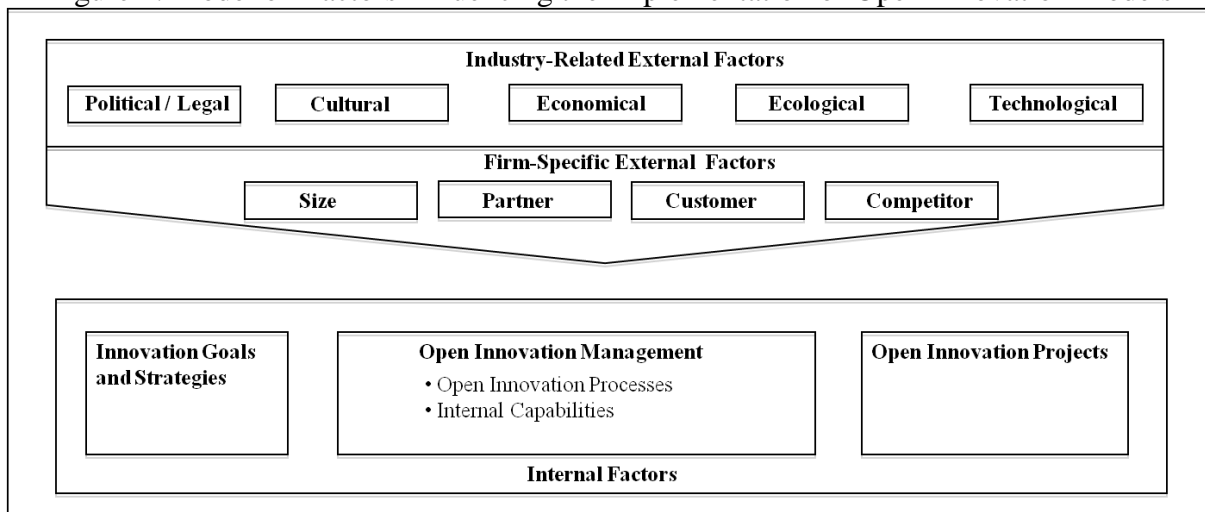 Industry-Related External Factors
Political / Legal Cultural Economical Ecological Technological
Firm-Specific External Factors
Size Partner Customer Competitor
Innovation Goals
and Strategies
Open Innovation Management
• Open Innovation Processes
• Internal Capabilities
Open Innovation Projects
Internal Factors